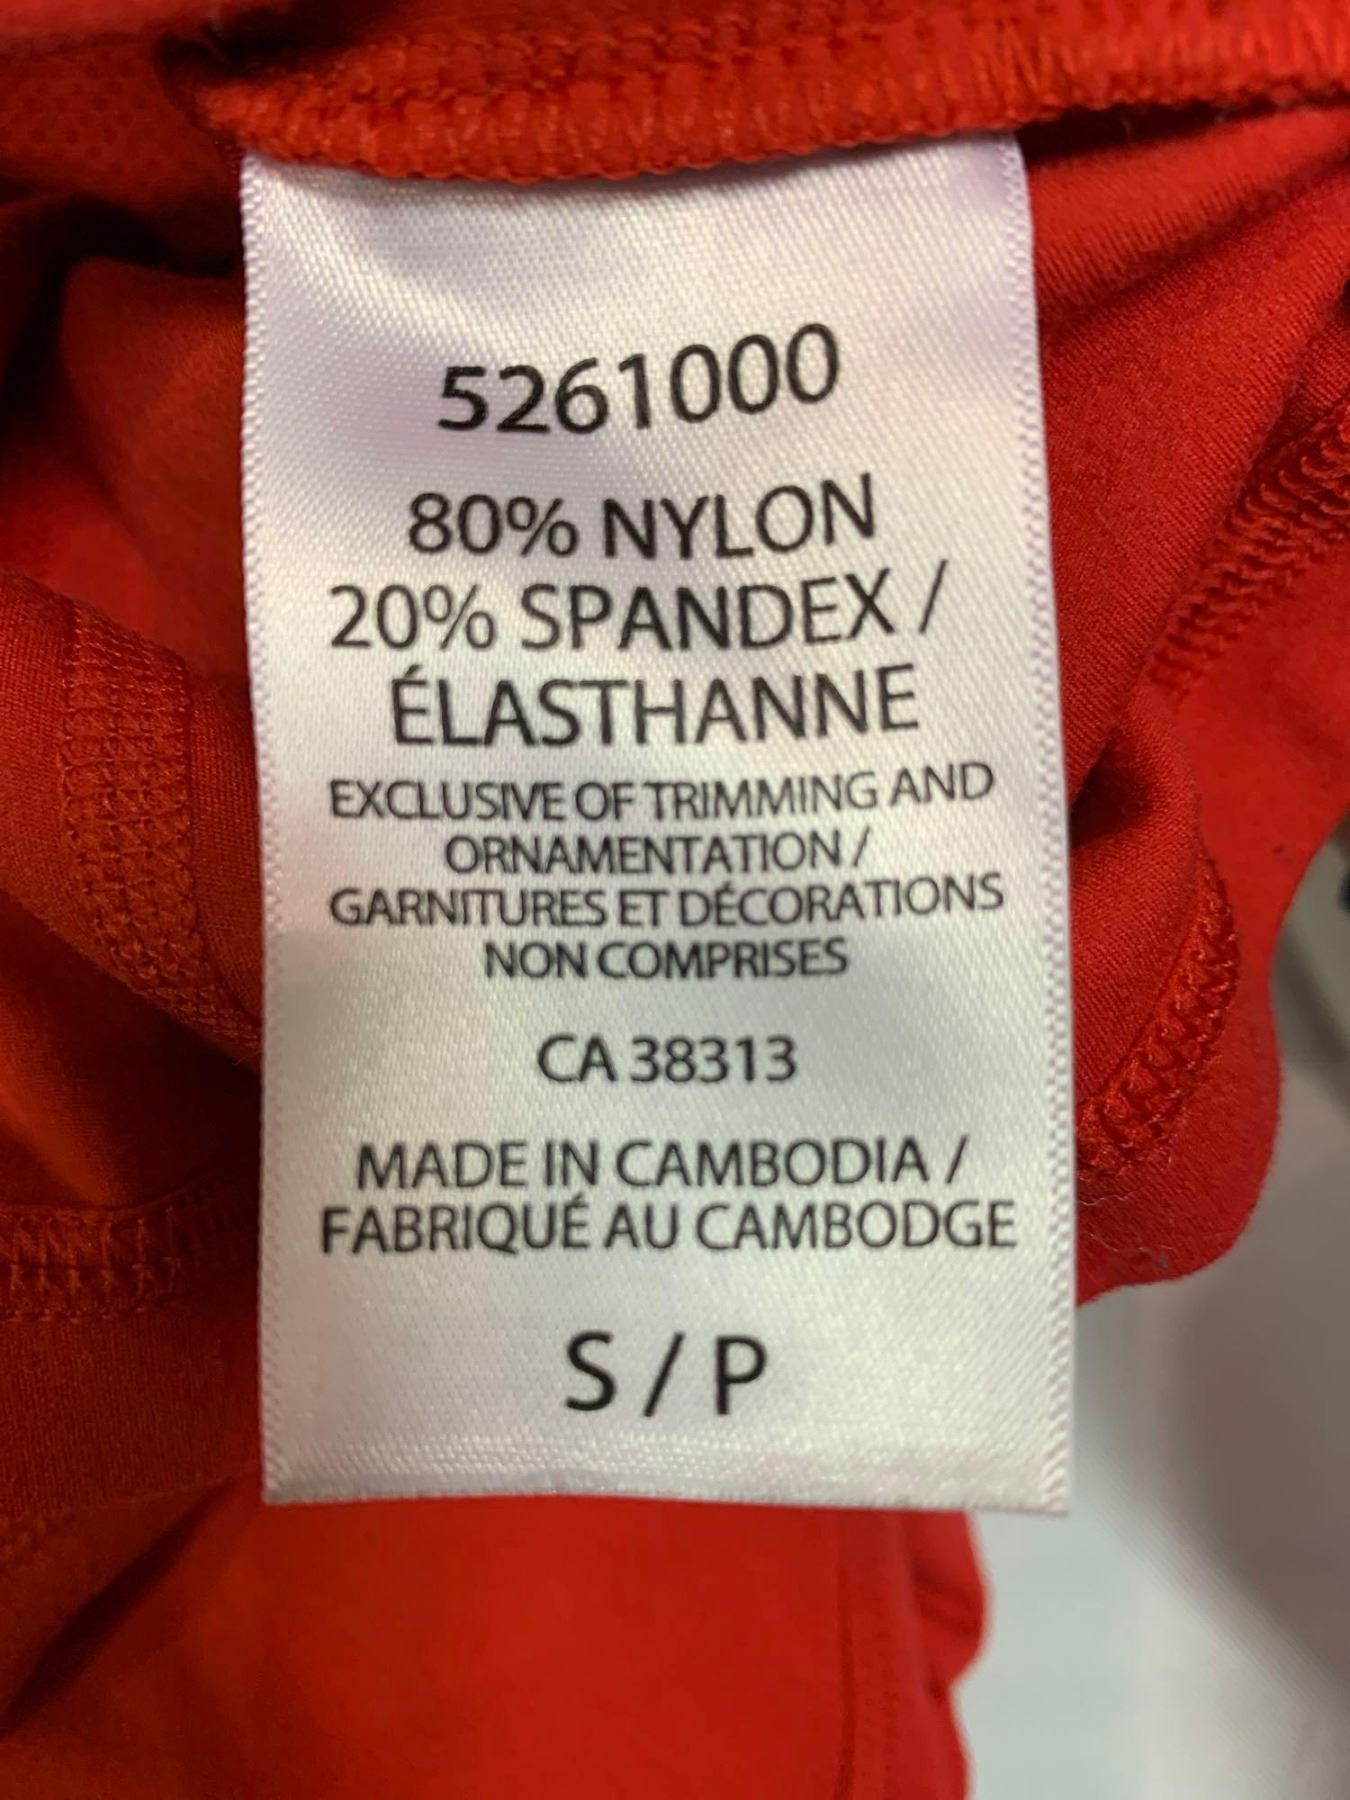 5261000
80% NYLON
20% SPANDEX /
ÉLASTHANNE
EXCLUSIVE OF TRIMMING AND
ORNAMENTATION /
GARNITURES ET DÉCORATIONS
NON COMPRISES
CA 38313
MADE IN CAMBODIA /
FABRIQUÉ AU CAMBODGE
S / P